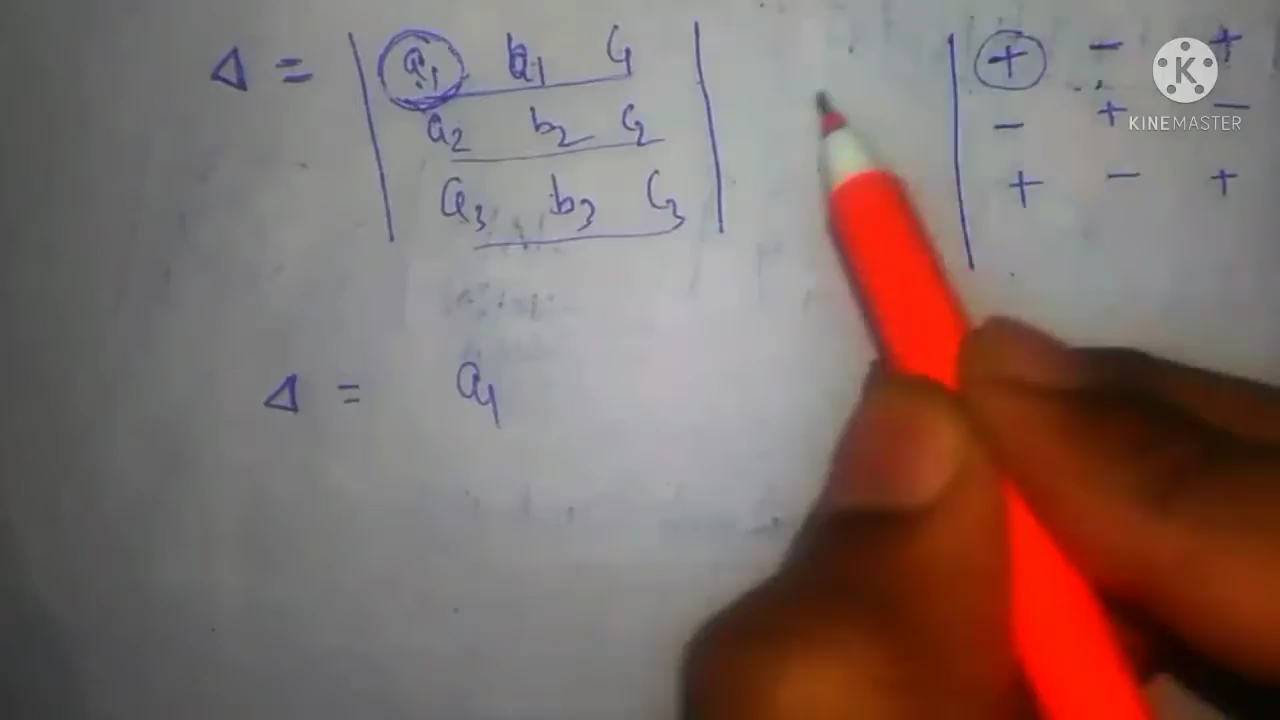 Δ = | a₁ b₁ c₁ |
| a₂ b₂ c₂ |
| a₃ b₃ c₃ |
| + - + |
| - + - |
| + - + |
K
KINEMASTER
Δ = a₁